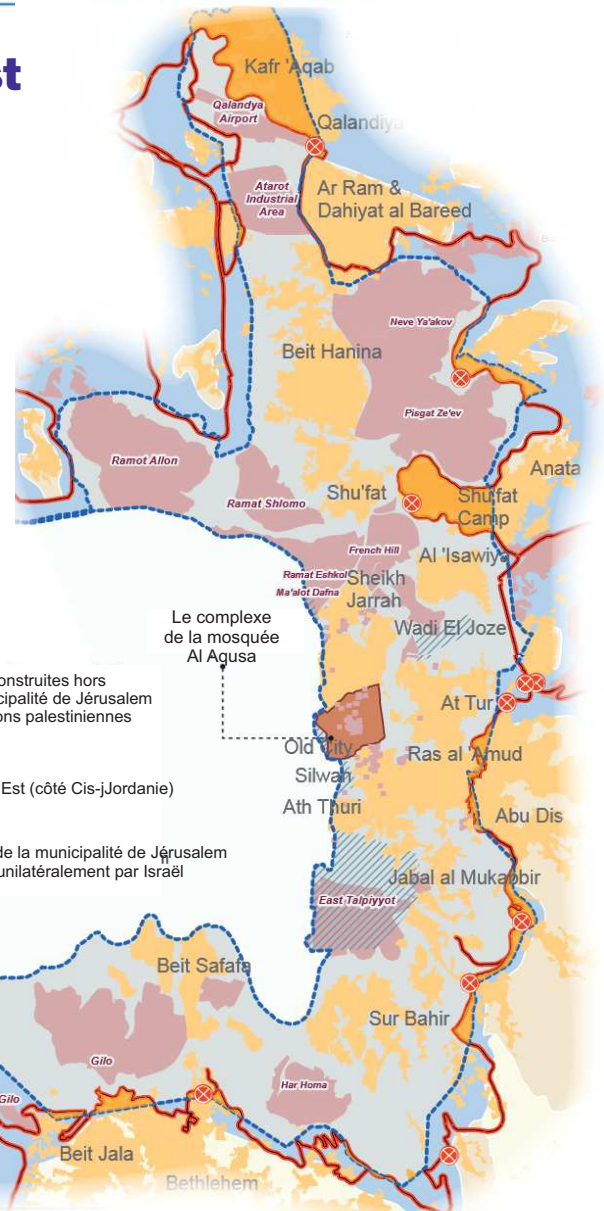 st
Kafr 'Aqab
Qalandya
Airport
Qalandiya
Atarot
Industrial
Area
Ar Ram &
Dahiyat al Bareed
Neve Ya'akov
Beit Hanina
Pisgat Ze'ev
Ramot Allon
Anata
Ramat Shlomo
Shu'fat
Shu'fat
Camp
French Hill
Al 'Isawiya
Ramat Eshkol
Ma'alot Dafna
Sheikh
Jarrah
Le complexe
de la mosquée
Al Aqusa
Wadi El Joze
onstruites hors
cipalité de Jérusalem
ons palestiniennes
At Tur
Old City
Ras al 'Amud
Silwan
Est (côté Cis-jJordanie)
Ath Thuri
Abu Dis
de la municipalité de Jérusalem
unilatéralement par Israël
Jabal al Mukabbir
East Talpiyyot
Beit Safafa
Sur Bahir
Gilo
Har Homa
Gilo
Beit Jala
Bethlehem